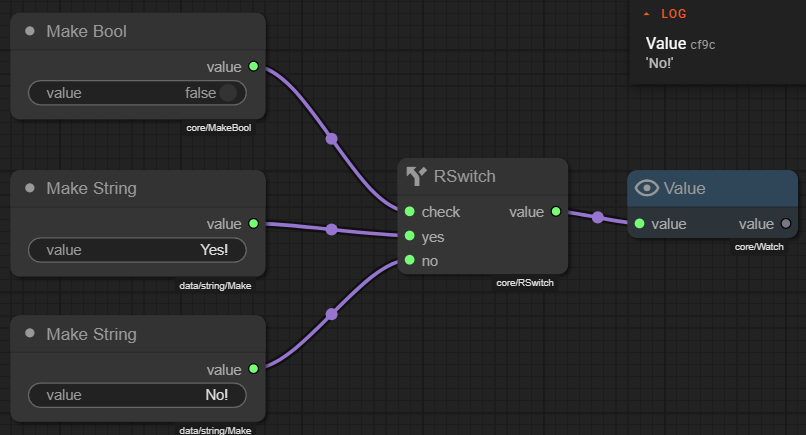 Make Bool
value
value false
core/MakeBool
Make String
value
value Yes!
data/string/Make
Make String
value
value No!
data/string/Make
RSwitch
check value
yes
no
core/RSwitch
LOG
Value cf9c
'No!'
Value
value value
core/Watch